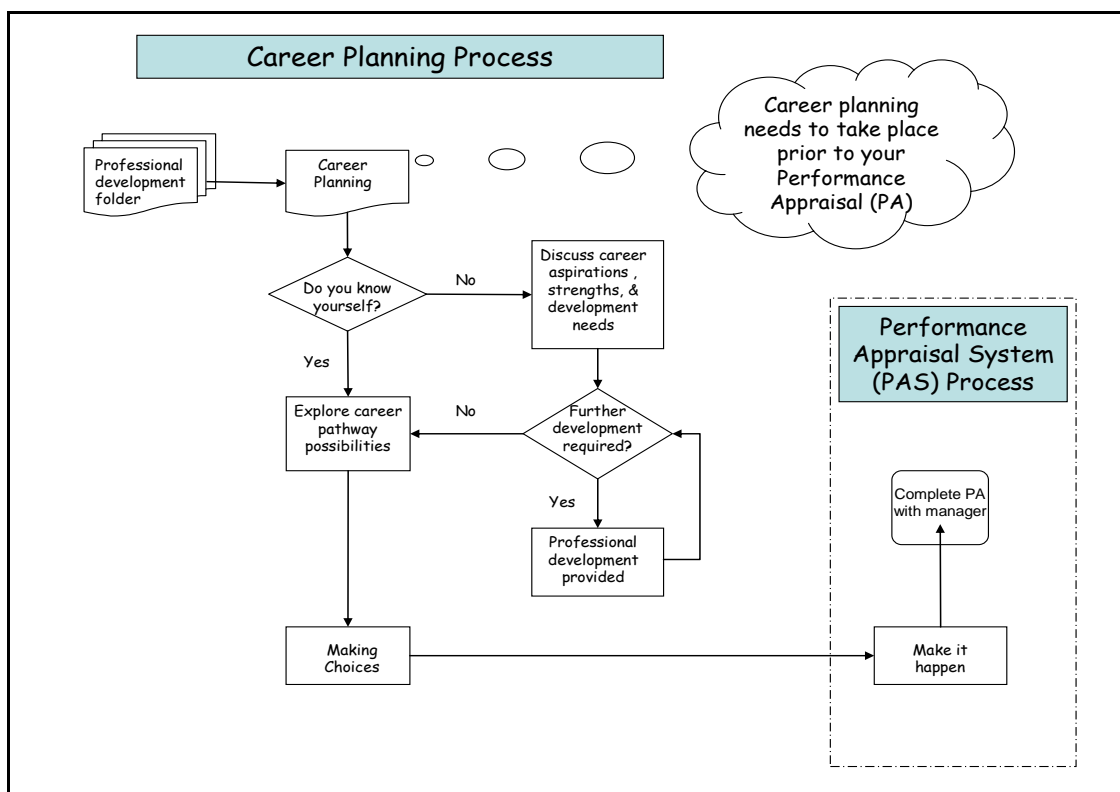 Career Planning Process
Career planning
needs to take place
prior to your
Performance
Appraisal (PA)
Professional
development
folder
Career
Planning
Do you know
yourself?
No
Discuss career
aspirations ,
strengths, &
development
needs
Yes
Performance
Appraisal System
(PAS) Process
Explore career
pathway
possibilities
No
Further
development
required?
Yes
Professional
development
provided
Complete PA
with manager
Making
Choices
Make it
happen